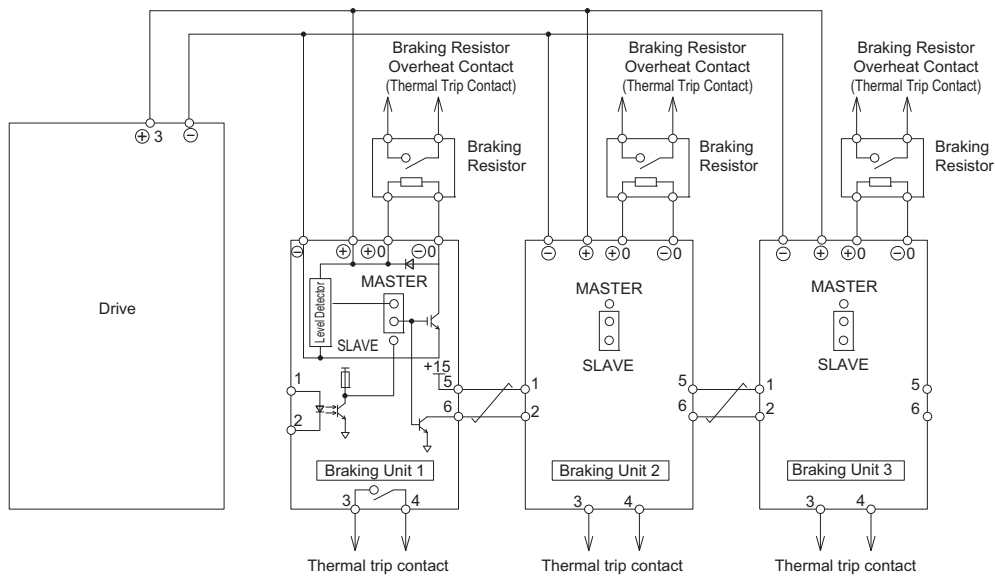 Braking Resistor
Overheat Contact
(Thermal Trip Contact)
Braking Resistor
Overheat Contact
(Thermal Trip Contact)
Braking Resistor
Overheat Contact
(Thermal Trip Contact)
⊕ 3 ⊖
Braking
Resistor
Braking
Resistor
Braking
Resistor
⊖ ⊕ ⊕0 ⊖0
⊖ ⊕ ⊕0 ⊖0
⊖ ⊕ ⊕0 ⊖0
Drive
Level Detector
MASTER
SLAVE
+15
1
2
5
6
MASTER
SLAVE
1
2
5
6
MASTER
SLAVE
1
2
5
6
Braking Unit 1
Braking Unit 2
Braking Unit 3
3 4
3 4
3 4
Thermal trip contact
Thermal trip contact
Thermal trip contact